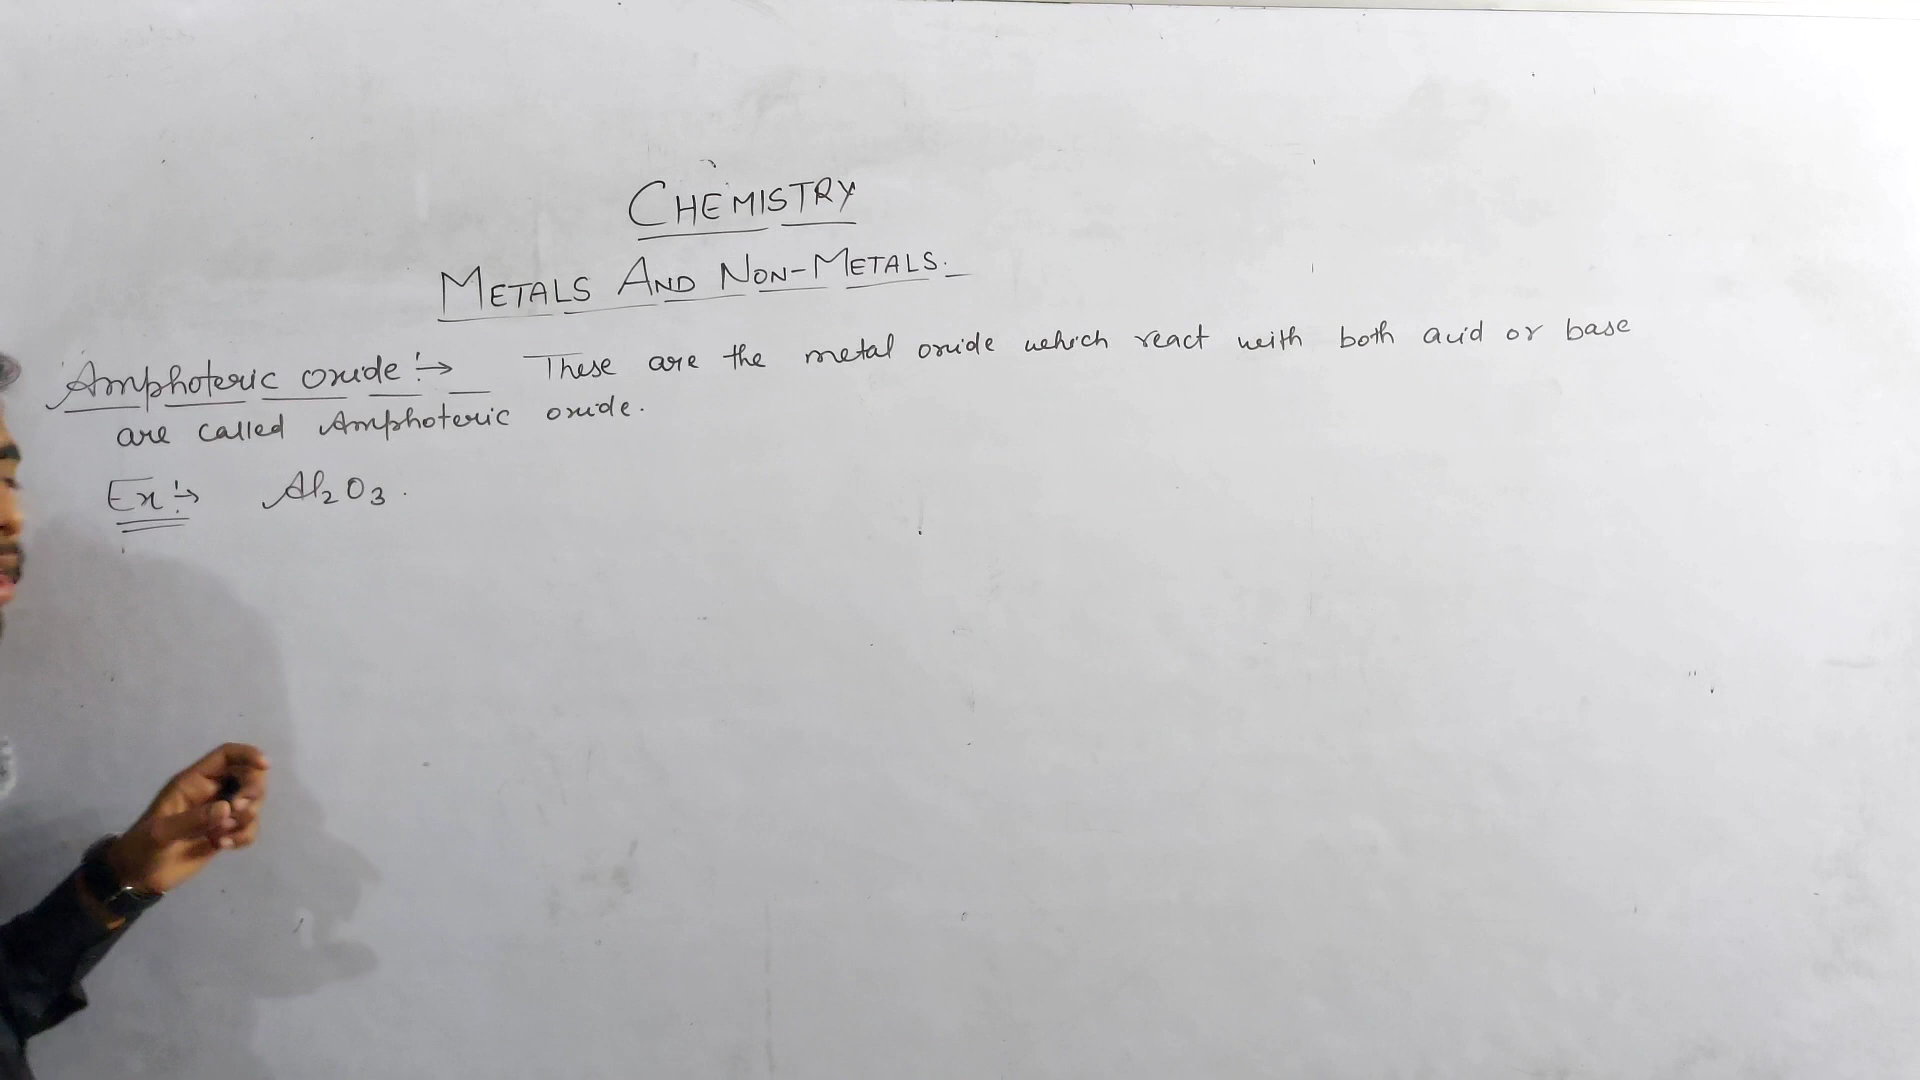 CHEMISTRY
METALS AND NON-METALS.
Amphoteric oxide :→ These are the metal oxide which react with both acid or base
are called Amphoteric oxide.
Ex :→ Al₂O₃.